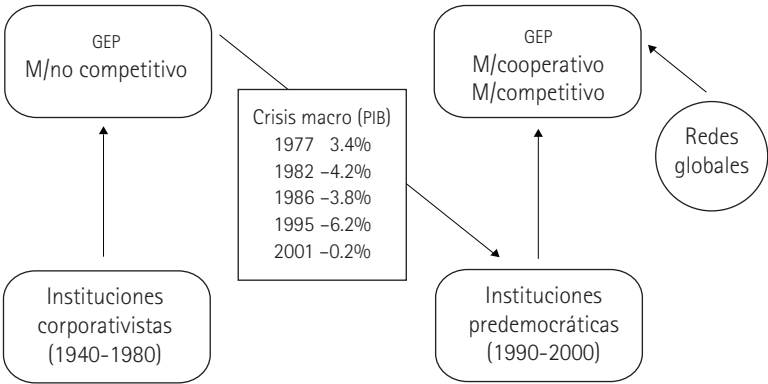 GEP
M/no competitivo
GEP
M/cooperativo
M/competitivo
Crisis macro (PIB)
1977 3.4%
1982 –4.2%
1986 –3.8%
1995 –6.2%
2001 –0.2%
Redes
globales
Instituciones
corporativistas
(1940-1980)
Instituciones
predemocráticas
(1990-2000)